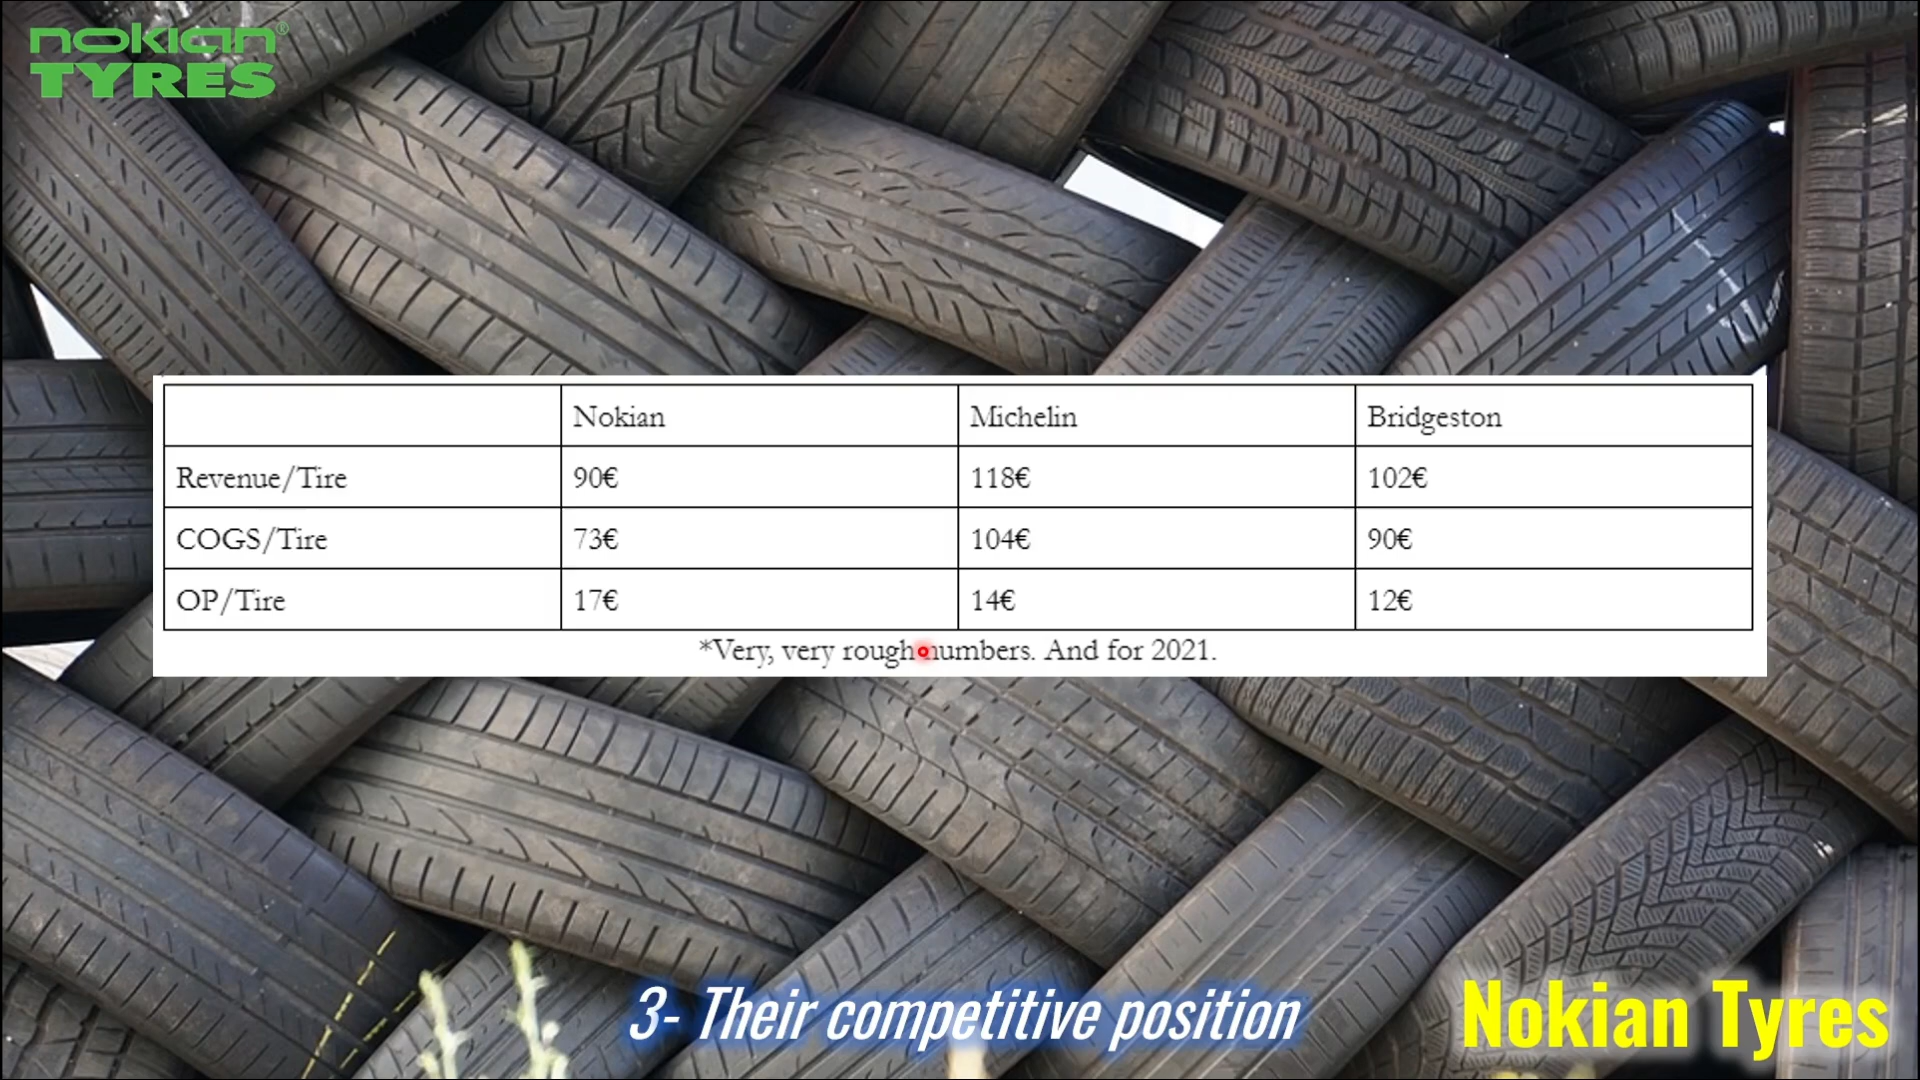 nokian®
TYRES
Nokian Michelin Bridgeston
Revenue/Tire 90€ 118€ 102€
COGS/Tire 73€ 104€ 90€
OP/Tire 17€ 14€ 12€
*Very, very rough numbers. And for 2021.
3- Their competitive position
Nokian Tyres